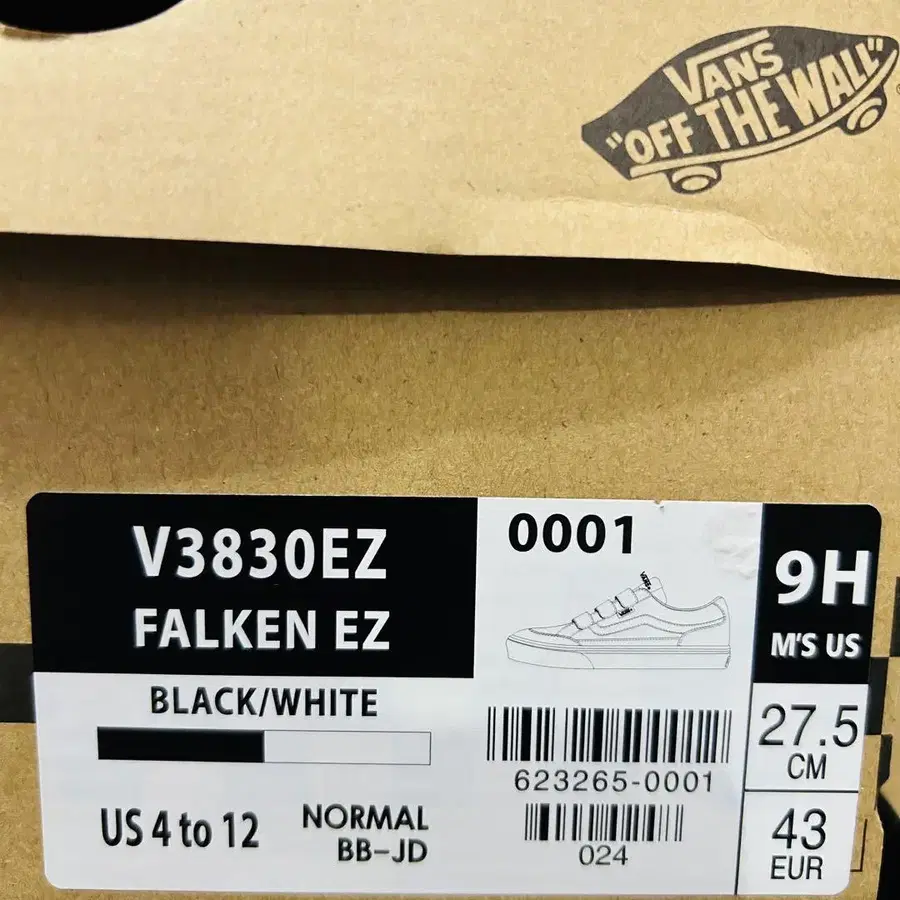 VANS
"OFF THE WALL"
V3830EZ
FALKEN EZ
BLACK/WHITE
US 4 to 12
NORMAL
BB-JD
0001
VANS
623265-0001
024
9H
M'S US
27.5
CM
43
EUR